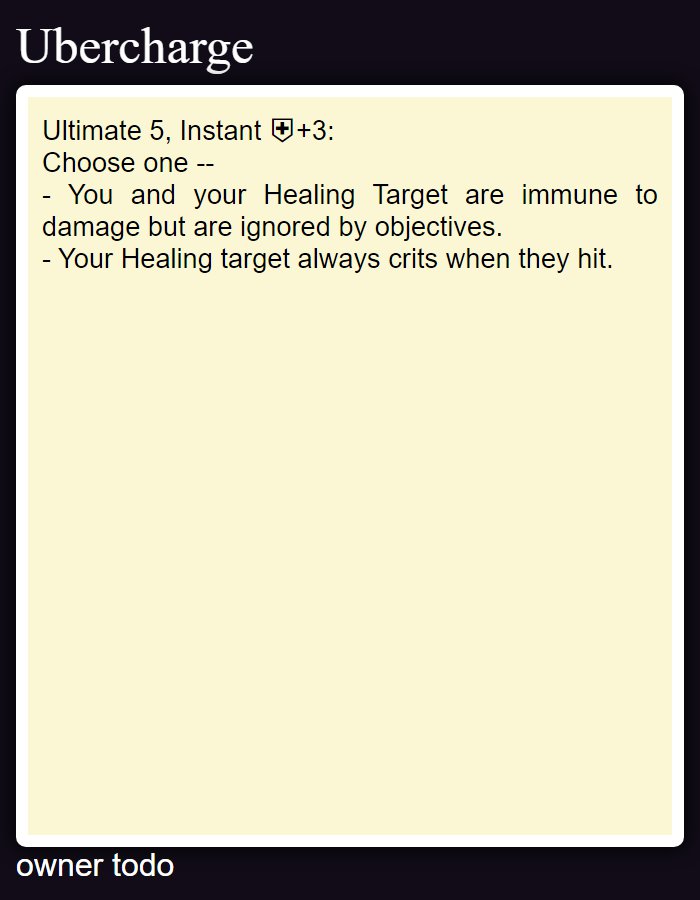 Ubercharge
Ultimate 5, Instant ⛨+3:
Choose one --
- You and your Healing Target are immune to
damage but are ignored by objectives.
- Your Healing target always crits when they hit.
owner todo